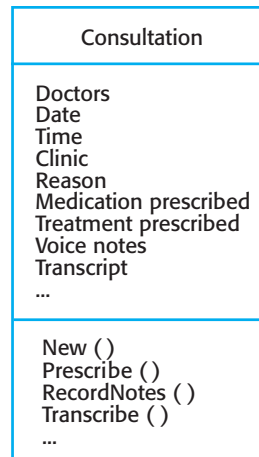 Consultation
Doctors
Date
Time
Clinic
Reason
Medication prescribed
Treatment prescribed
Voice notes
Transcript
...
New ( )
Prescribe ( )
RecordNotes ( )
Transcribe ( )
...